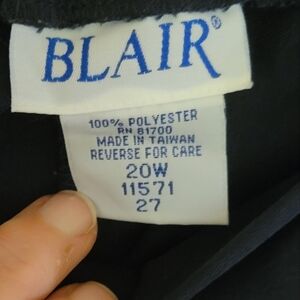 BLAIR®
100% POLYESTER
RN 81700
MADE IN TAIWAN
REVERSE FOR CARE
20W
11571
27